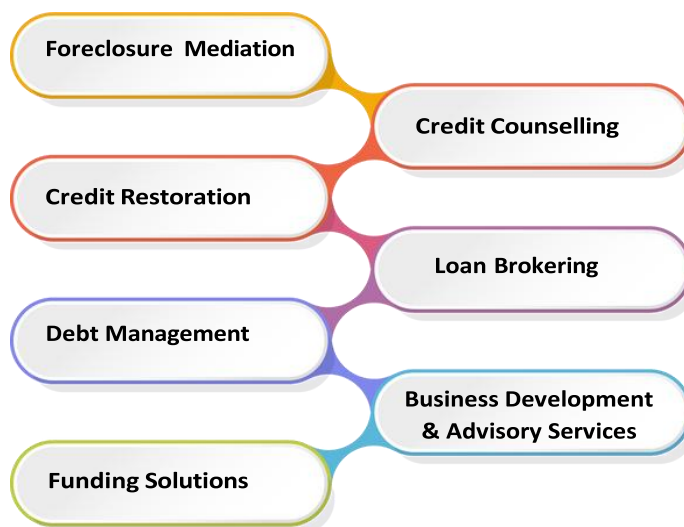 Foreclosure Mediation
Credit Counselling
Credit Restoration
Loan Brokering
Debt Management
Business Development
& Advisory Services
Funding Solutions